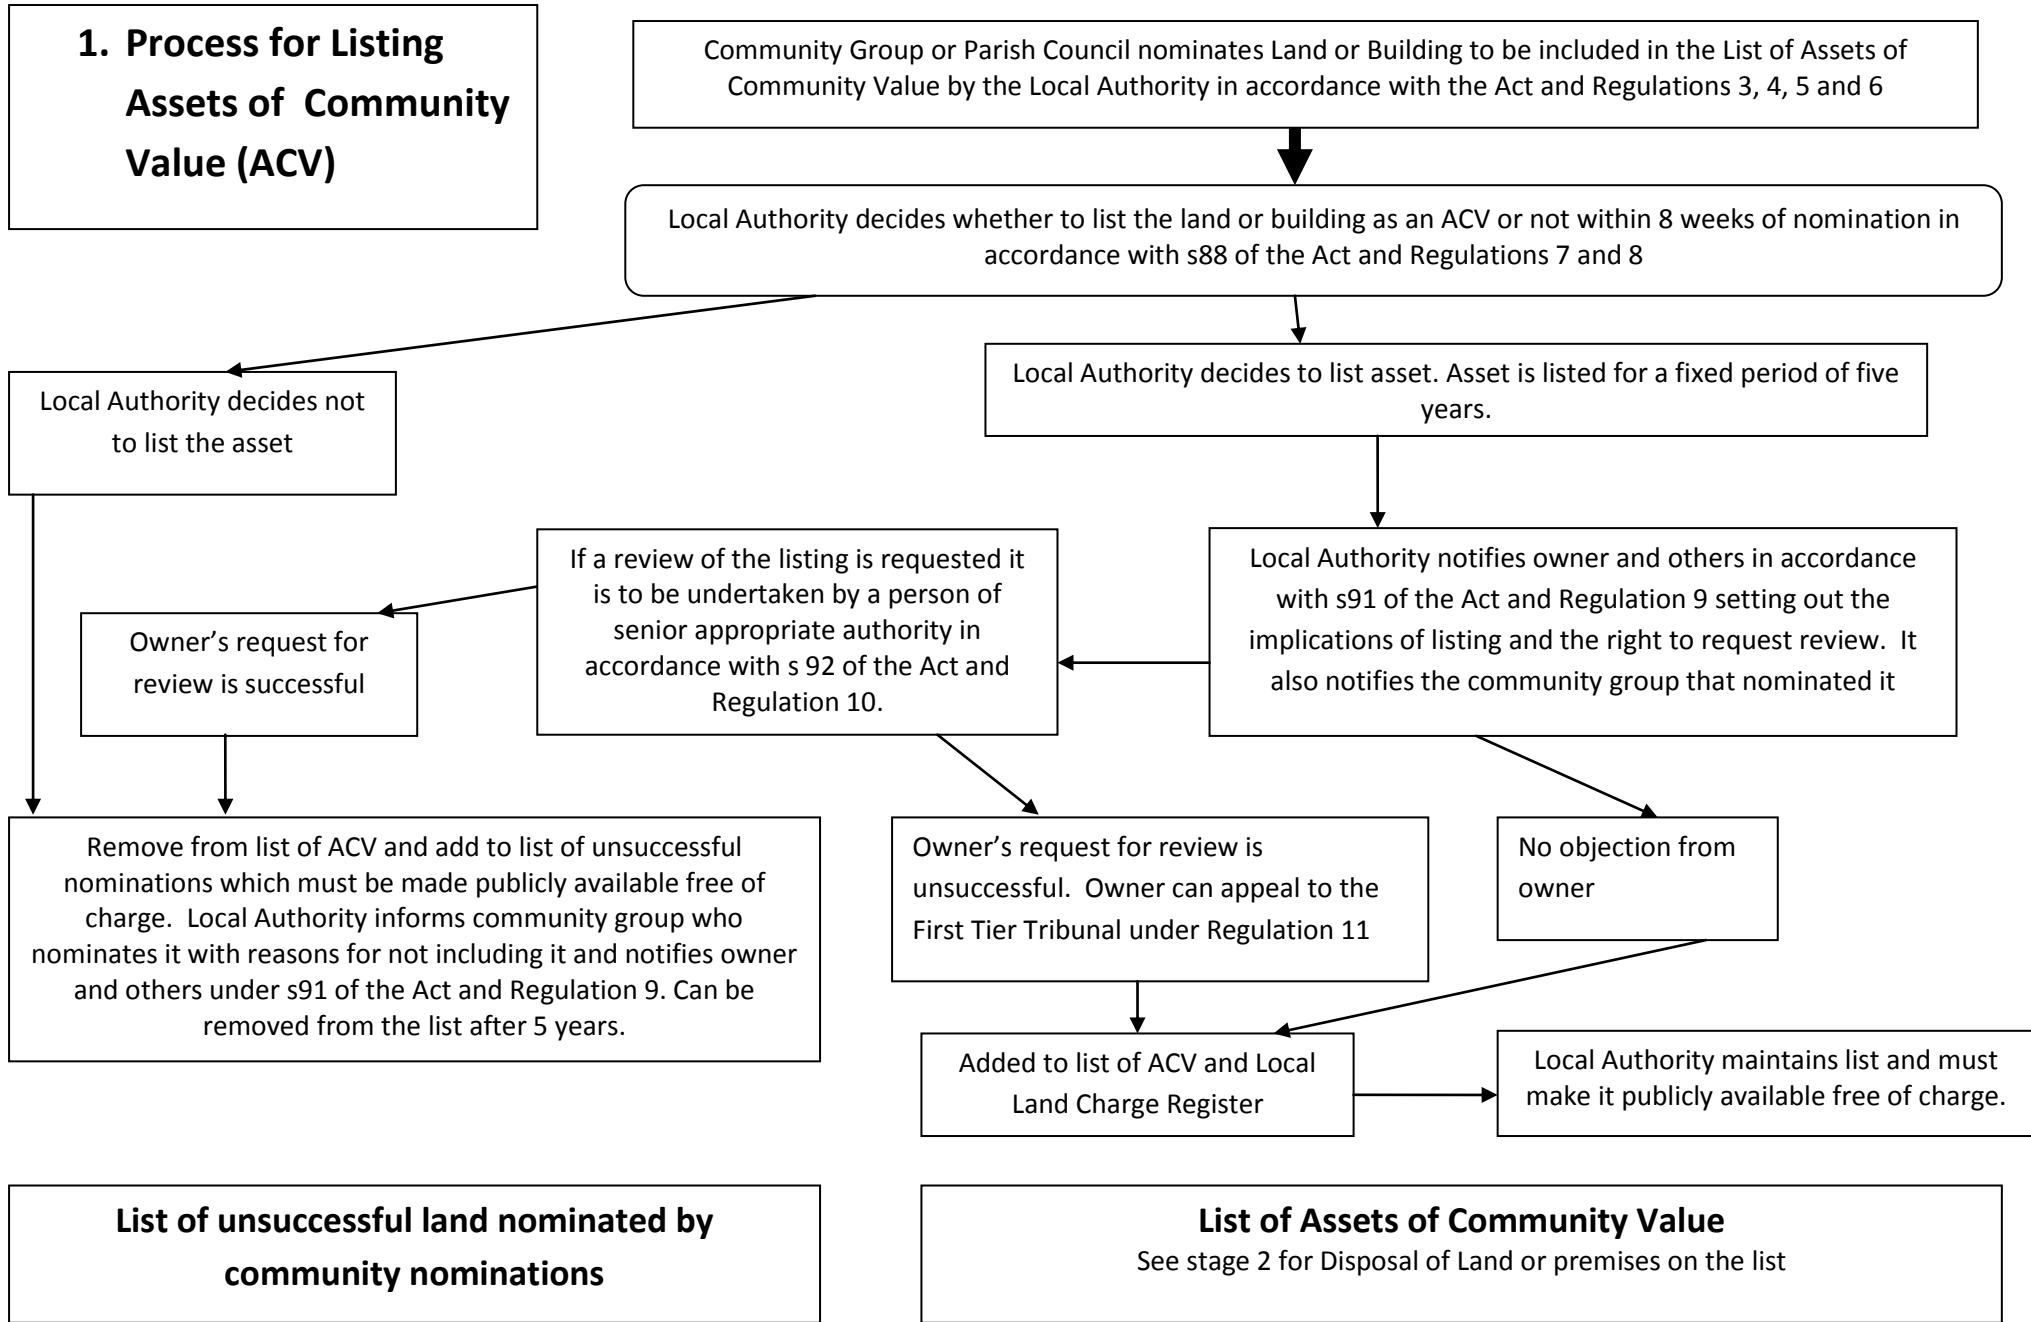 1. Process for Listing
Assets of Community
Value (ACV)
Community Group or Parish Council nominates Land or Building to be included in the List of Assets of
Community Value by the Local Authority in accordance with the Act and Regulations 3, 4, 5 and 6
Local Authority decides whether to list the land or building as an ACV or not within 8 weeks of nomination in
accordance with s88 of the Act and Regulations 7 and 8
Local Authority decides not
to list the asset
Local Authority decides to list asset. Asset is listed for a fixed period of five
years.
If a review of the listing is requested it
is to be undertaken by a person of
senior appropriate authority in
accordance with s 92 of the Act and
Regulation 10.
Local Authority notifies owner and others in accordance
with s91 of the Act and Regulation 9 setting out the
implications of listing and the right to request review. It
also notifies the community group that nominated it
Owner’s request for
review is successful
Remove from list of ACV and add to list of unsuccessful
nominations which must be made publicly available free of
charge. Local Authority informs community group who
nominates it with reasons for not including it and notifies owner
and others under s91 of the Act and Regulation 9. Can be
removed from the list after 5 years.
Owner’s request for review is
unsuccessful. Owner can appeal to the
First Tier Tribunal under Regulation 11
No objection from
owner
Added to list of ACV and Local
Land Charge Register
Local Authority maintains list and must
make it publicly available free of charge.
List of unsuccessful land nominated by
community nominations
List of Assets of Community Value
See stage 2 for Disposal of Land or premises on the list